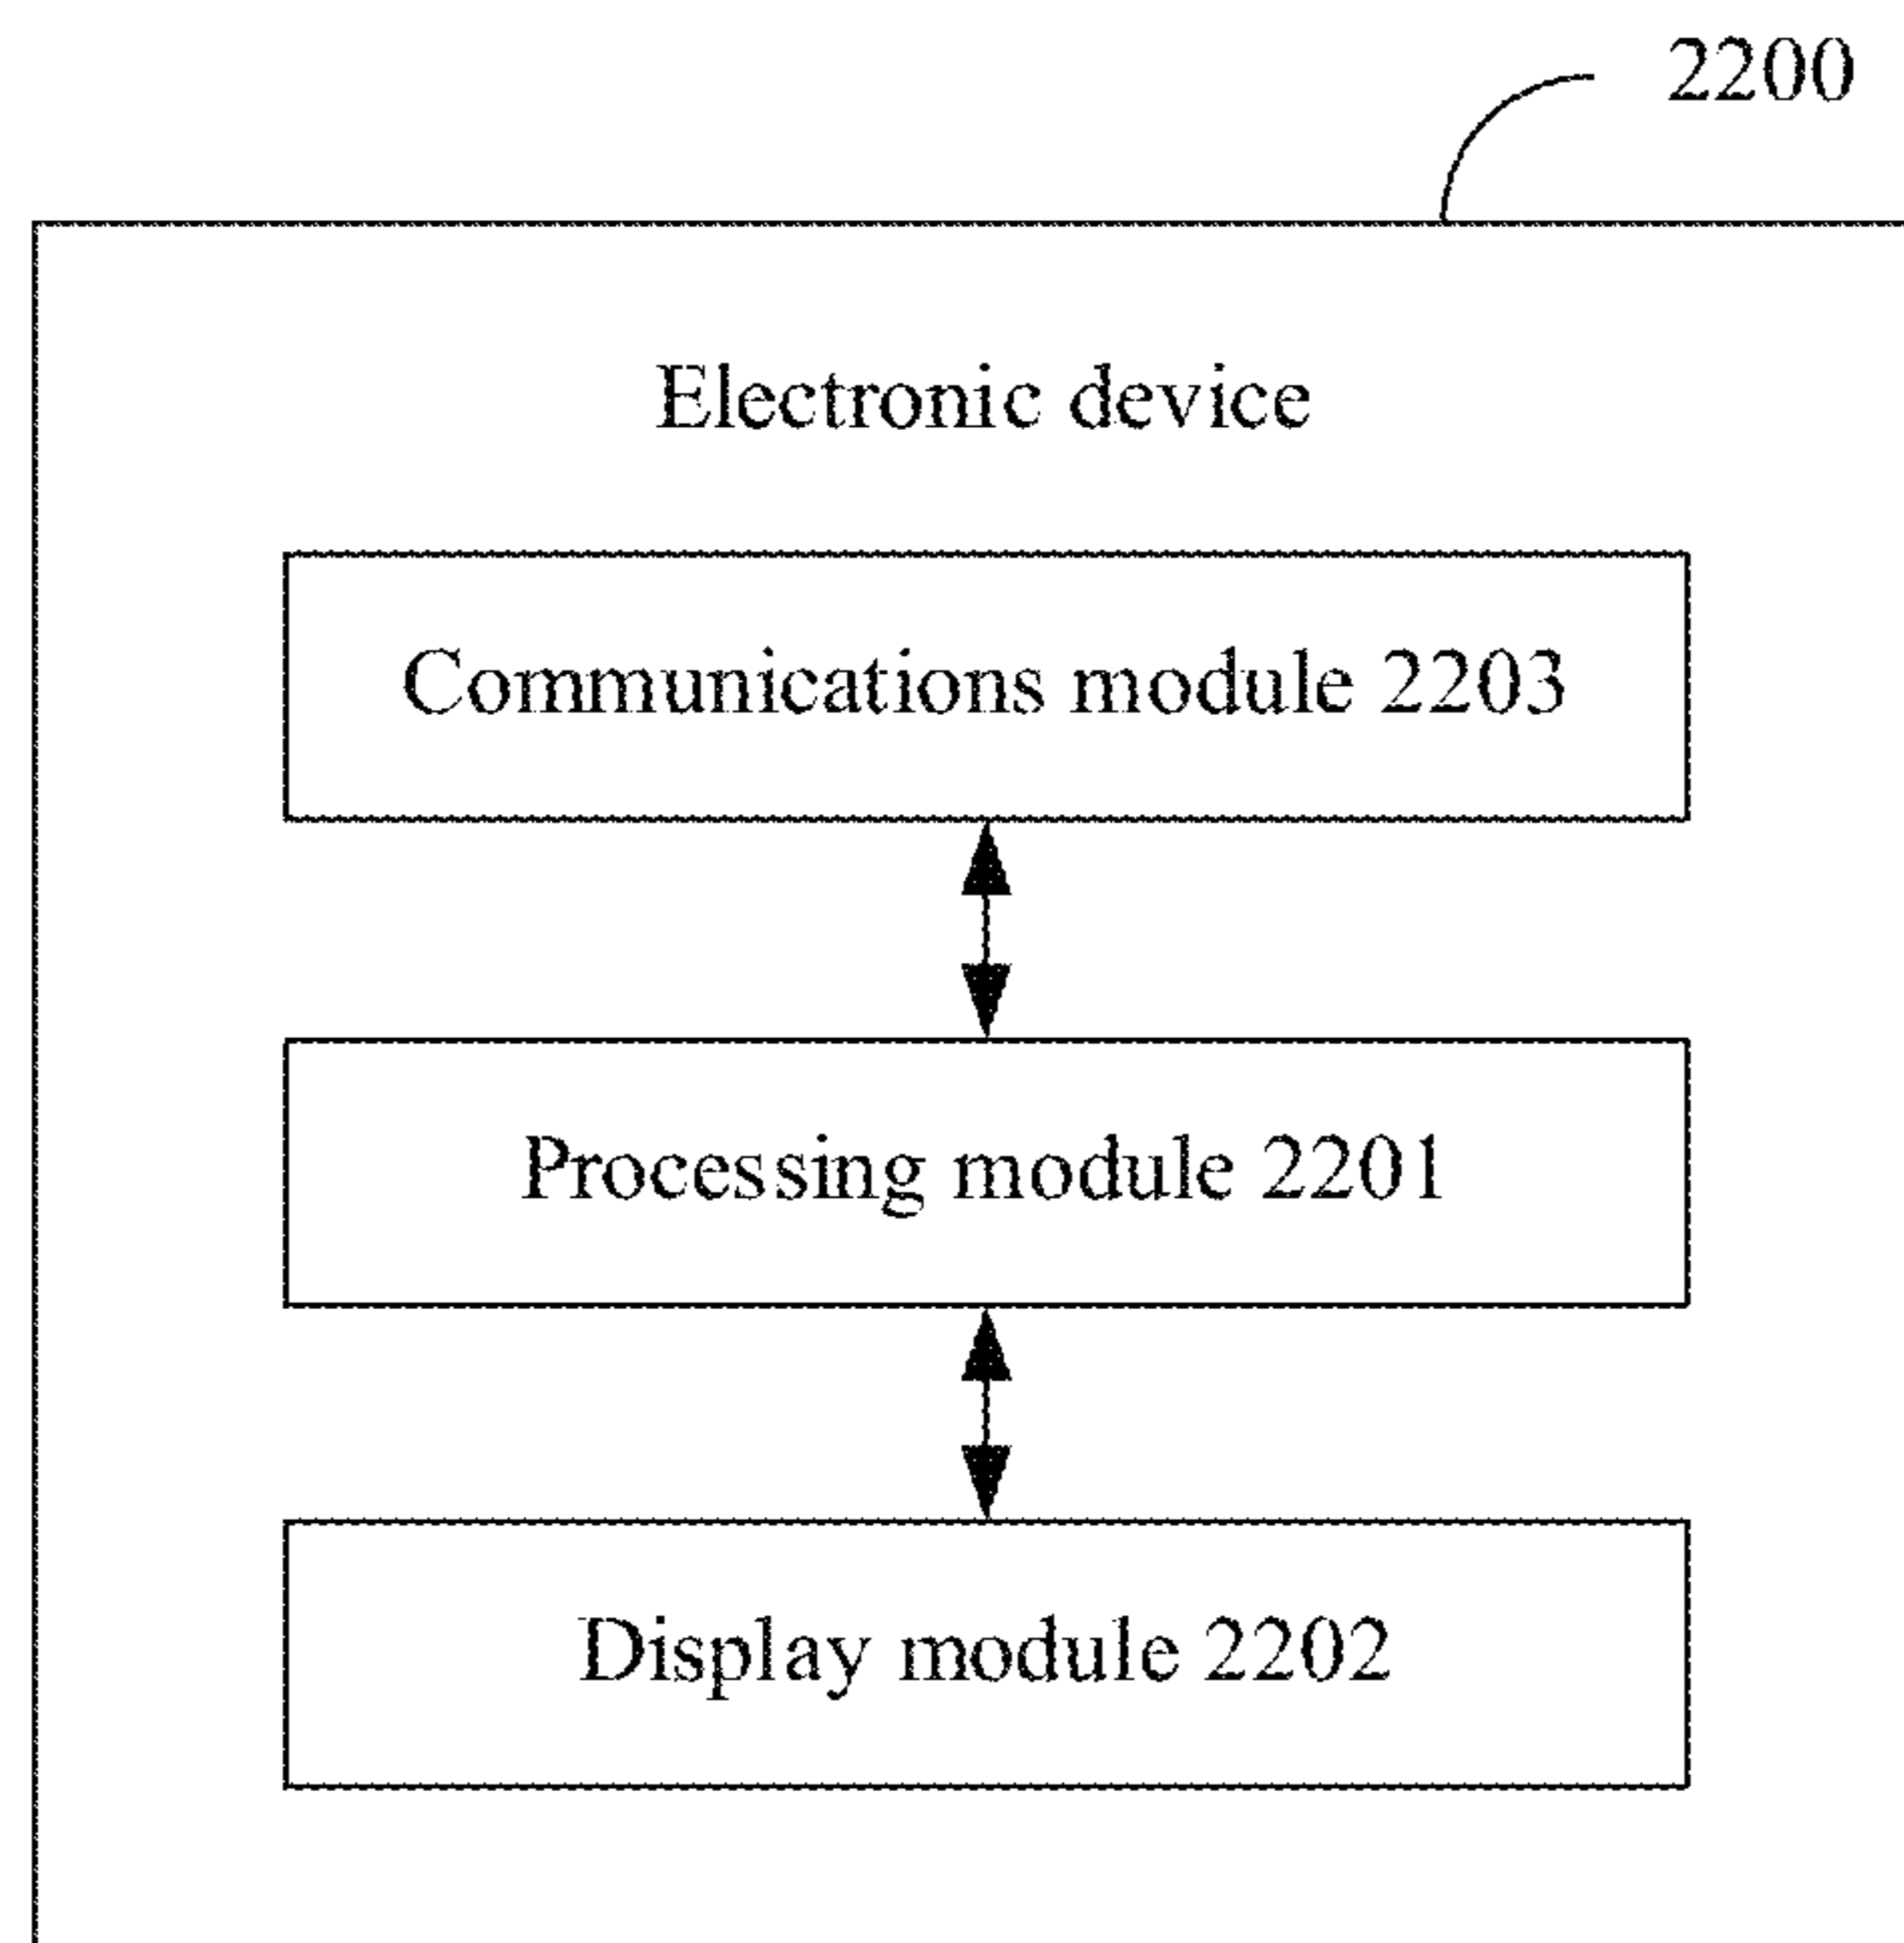 2200
Electronic device
Communications module 2203
Processing module 2201
Display module 2202